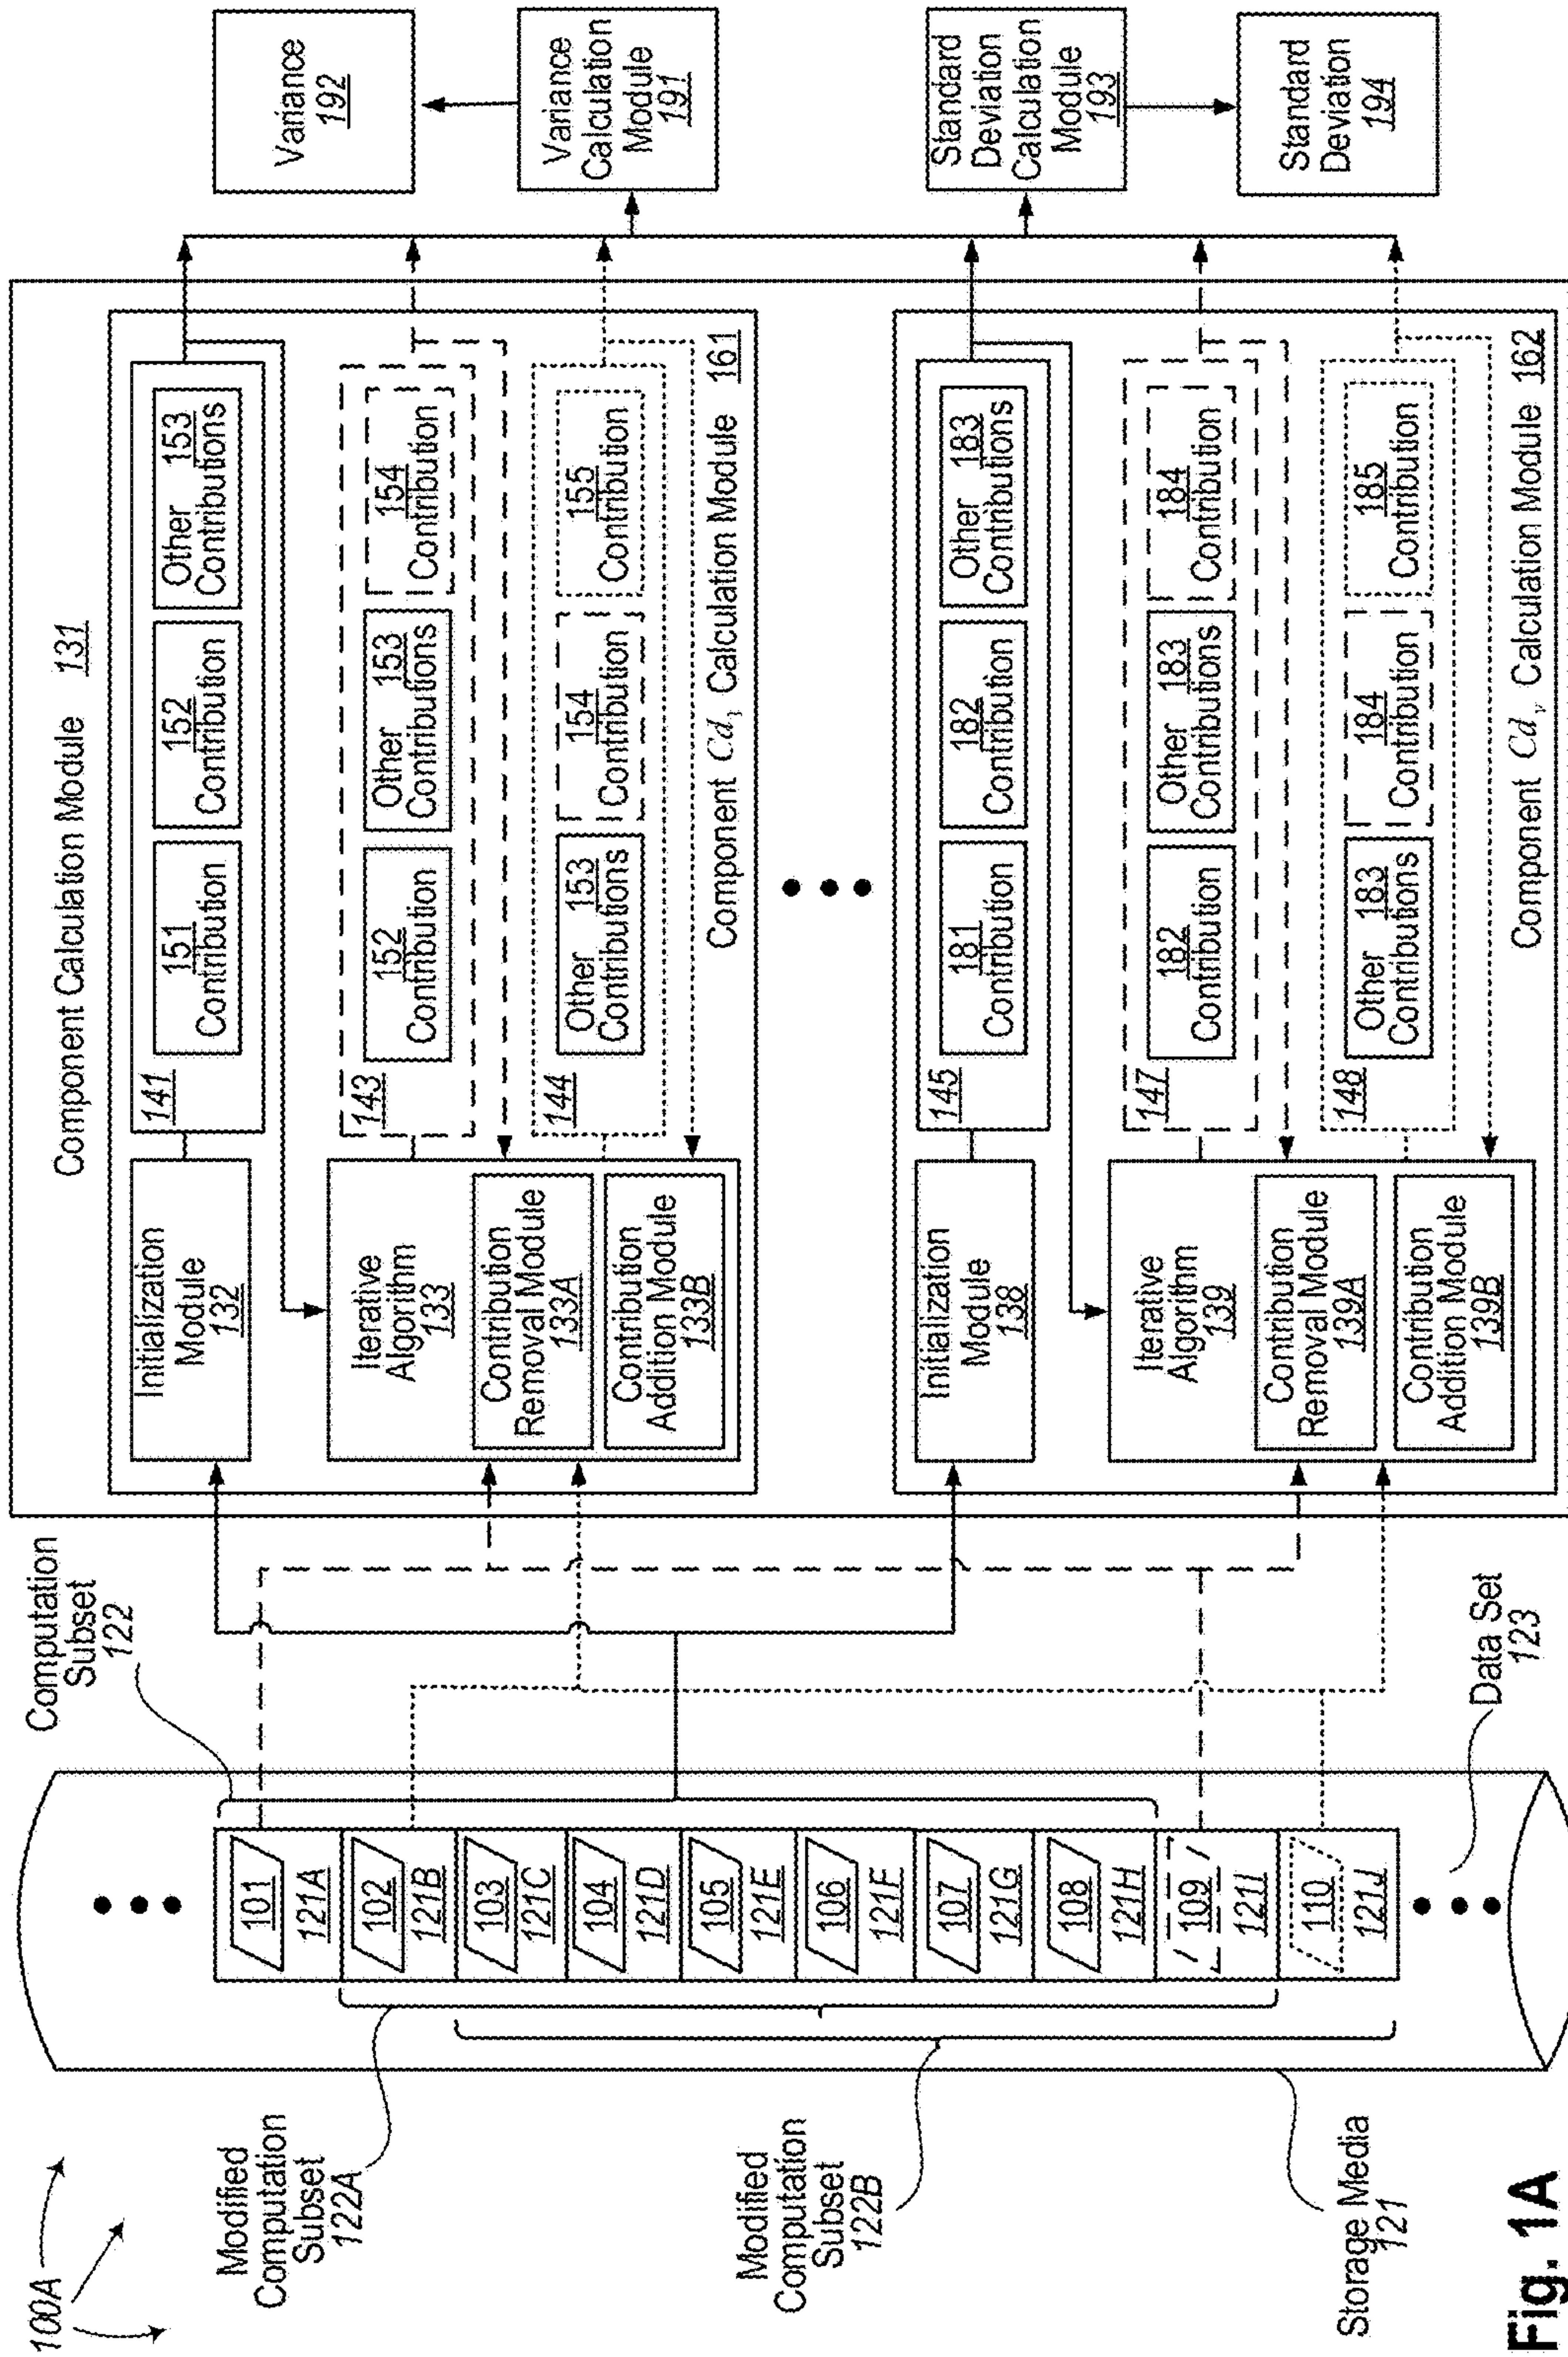 100A
Modified
Computation
Subset
122A
Modified
Computation
Subset
122B
Storage Media
121
Computation
Subset
122
Data Set
123
101
121A
102
121B
103
121C
104
121D
105
121E
106
121F
107
121G
108
121H
109
121I
110
121J
Component Calculation Module 131
Initialization
Module
132
141
151
Contribution
152
Contribution
Other 153
Contributions
Iterative
Algorithm
133
Contribution
Removal Module
133A
Contribution
Addition Module
133B
143
152
Contribution
Other 153
Contributions
154
Contribution
144
Other 153
Contributions
154
Contribution
155
Contribution
Component Cd₁ Calculation Module 161
Initialization
Module
138
145
181
Contribution
182
Contribution
Other 183
Contributions
Iterative
Algorithm
139
Contribution
Removal Module
139A
Contribution
Addition Module
139B
147
182
Contribution
Other 183
Contributions
184
Contribution
148
Other 183
Contributions
184
Contribution
185
Contribution
Component Cdᵥ Calculation Module 162
Variance
192
Variance
Calculation
Module
191
Standard
Deviation
Calculation
Module
193
Standard
Deviation
194
Fig. 1A